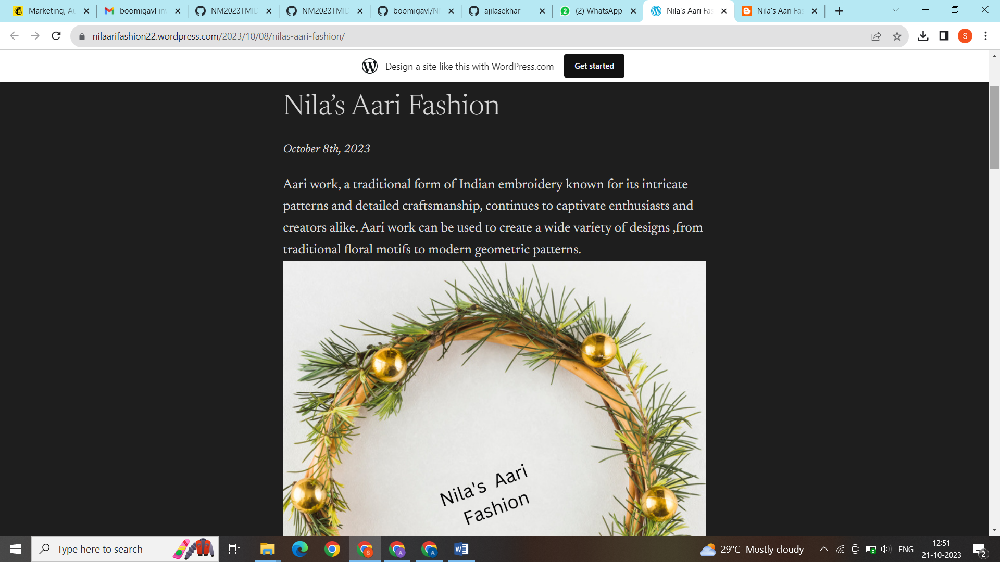 Marketing, Au
boomigavl inv
NM2023TMID
NM2023TMID
boomigavl/N
ajilasekhar
2 (2) WhatsApp
Nila's Aari Fas
Nila's Aari Fas
nilaarifashion22.wordpress.com/2023/10/08/nilas-aari-fashion/
S
Design a site like this with WordPress.com
Get started
Nila’s Aari Fashion
October 8th, 2023
Aari work, a traditional form of Indian embroidery known for its intricate
patterns and detailed craftsmanship, continues to captivate enthusiasts and
creators alike. Aari work can be used to create a wide variety of designs ,from
traditional floral motifs to modern geometric patterns.
Nila's Aari
Fashion
Type here to search
S
A
A
29°C Mostly cloudy
ENG
12:51
21-10-2023
2